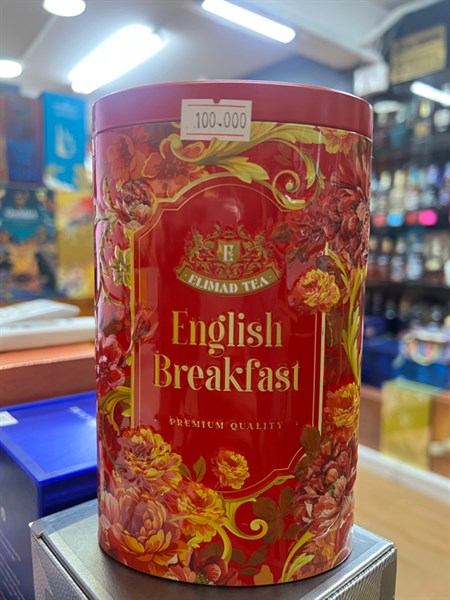 100.000
E
ELIMAD TEA
English
Breakfast
PREMIUM QUALITY